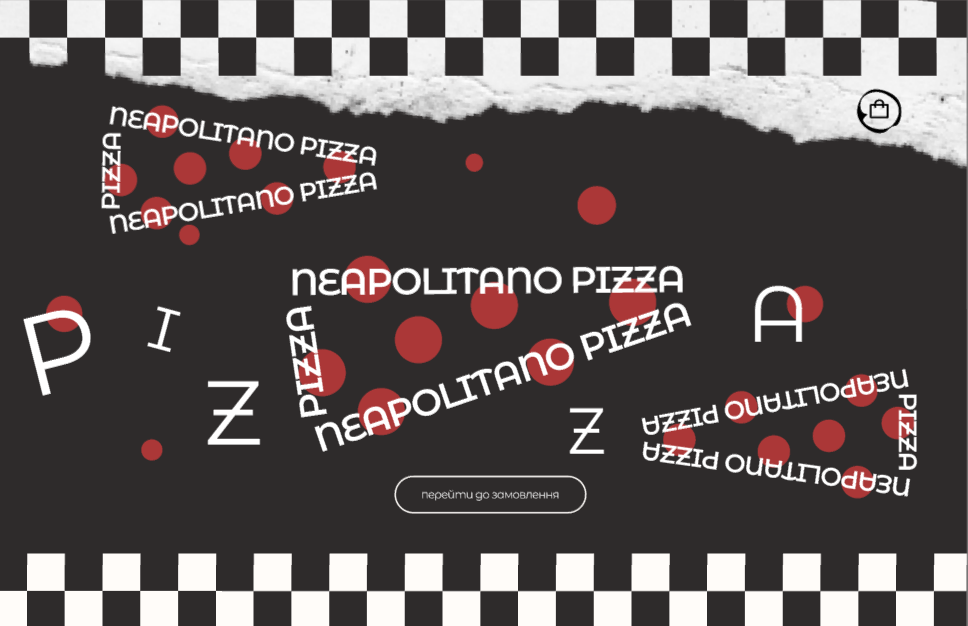 NEAPOLITANO PIZZA
PIZZA
NEAPOLITANO PIZZA
NEAPOLITANO PIZZA
PIZZA
NEAPOLITANO PIZZA
P
I
Z
Z
A
NEAPOLITANO PIZZA
PIZZA
NEAPOLITANO PIZZA
перейти до замовлення